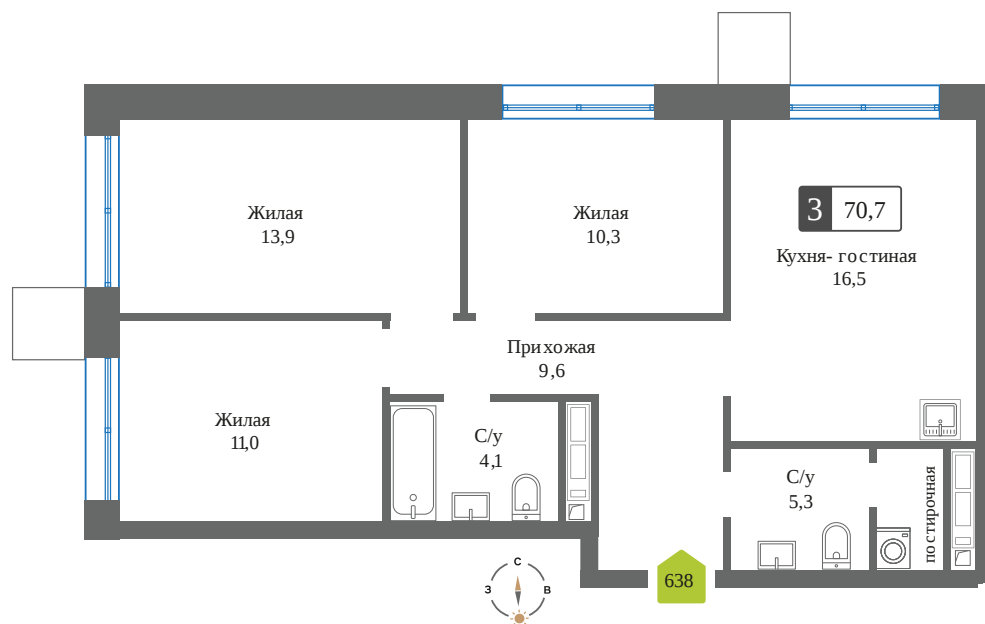 Жилая
13,9
Жилая
10,3
3 70,7
Кухня- гостиная
16,5
Прихожая
9,6
Жилая
11,0
С/у
4,1
С/у
5,3
постирочная
638
С
З
В